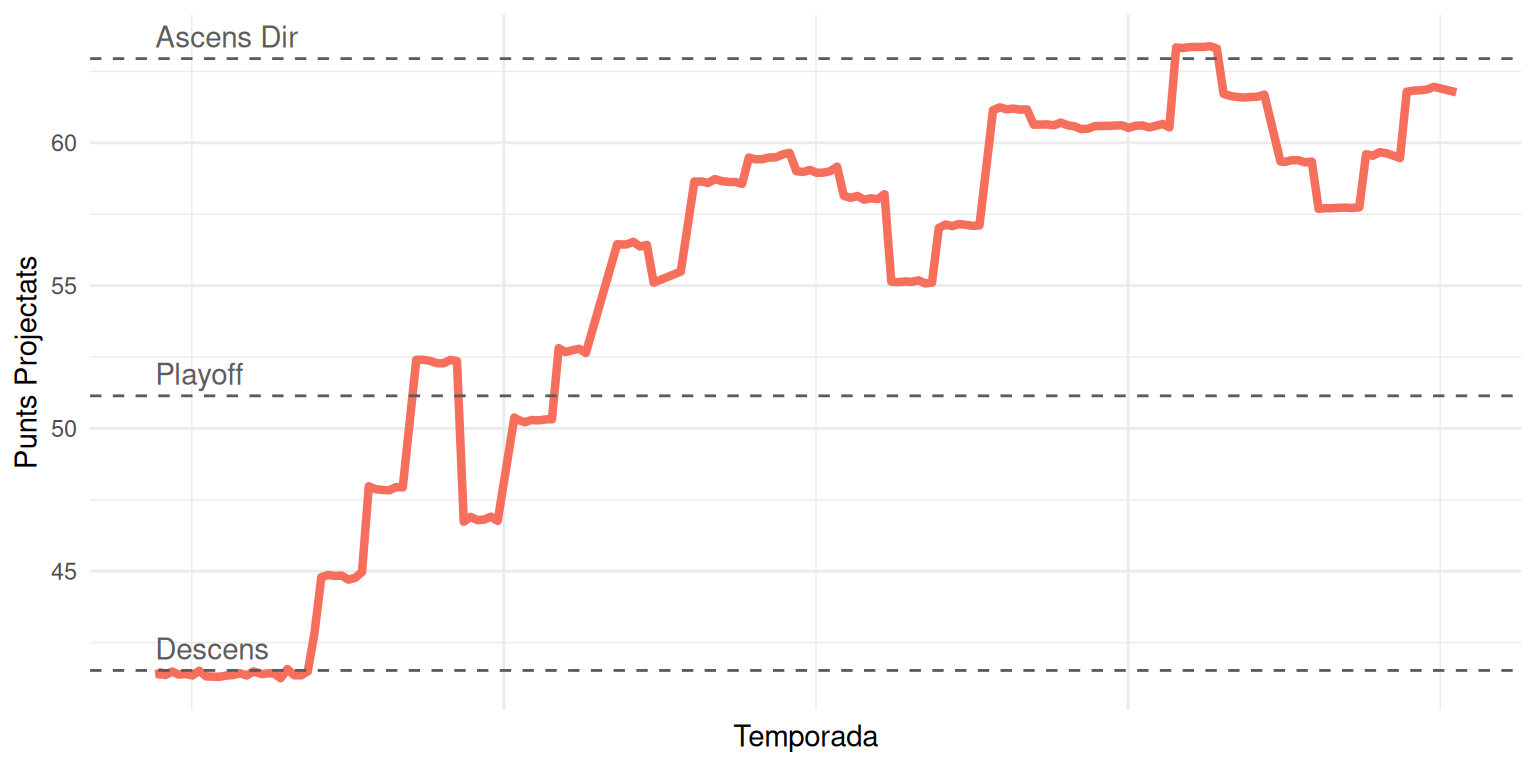 Ascens Dir
60
55
Playoff
50
45
Descens
Punts Projectats
Temporada